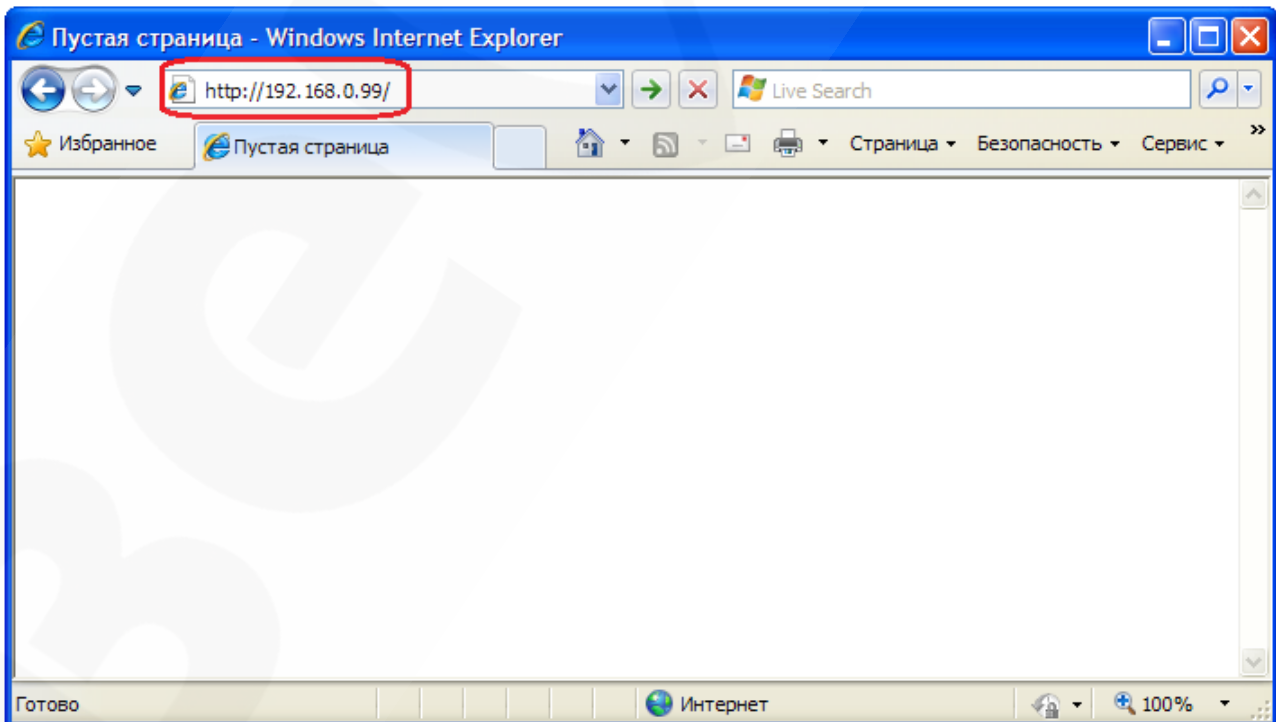 Пустая страница - Windows Internet Explorer
http://192.168.0.99/ Live Search
Избранное Пустая страница Страница Безопасность Сервис »
Готово Интернет 100%